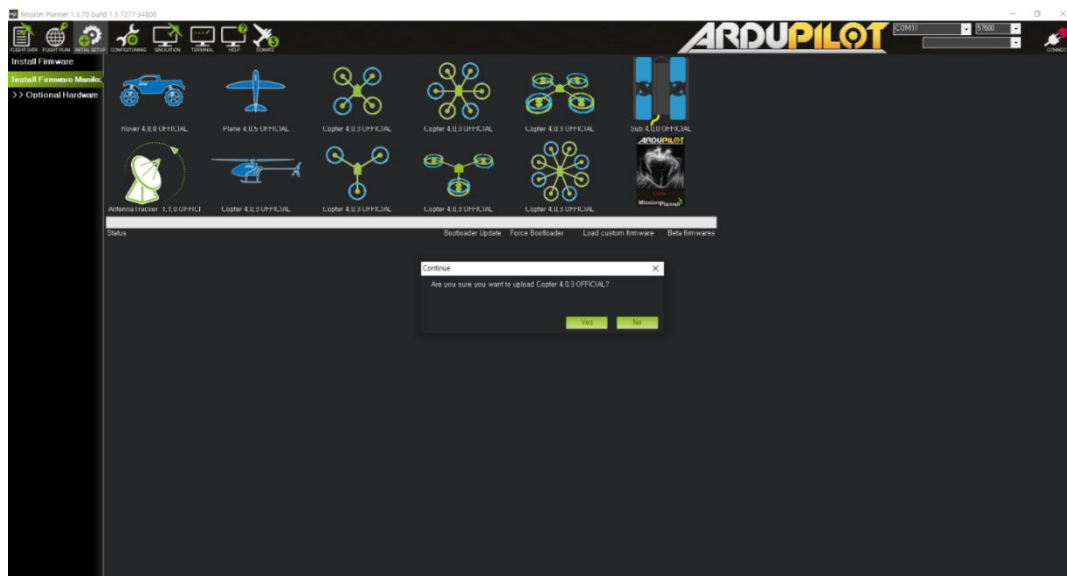 Mission Planner 1.3.70 build 1.3.7277.34800
FLIGHT DATA FLIGHT PLAN INITIAL SETUP CONFIG/TUNING SIMULATION TERMINAL HELP DONATE
ARDUPILOT
COM11 57600
CONNECT
Install Firmware
Install Firmware Manife
>> Optional Hardware
Rover 4.0.0 OFFICIAL Plane 4.0.5 OFFICIAL Copter 4.0.3 OFFICIAL Copter 4.0.3 OFFICIAL Copter 4.0.3 OFFICIAL Sub 4.0.0 OFFICIAL
ARDUPILOT
Mission Planner
AntennaTracker 1.1.0 OFFICI Copter 4.0.3 OFFICIAL Copter 4.0.3 OFFICIAL Copter 4.0.3 OFFICIAL Copter 4.0.3 OFFICIAL
Status Bootloader Update Force Bootloader Load custom firmware Beta firmwares
Continue
Are you sure you want to upload Copter 4.0.3 OFFICIAL?
Yes No